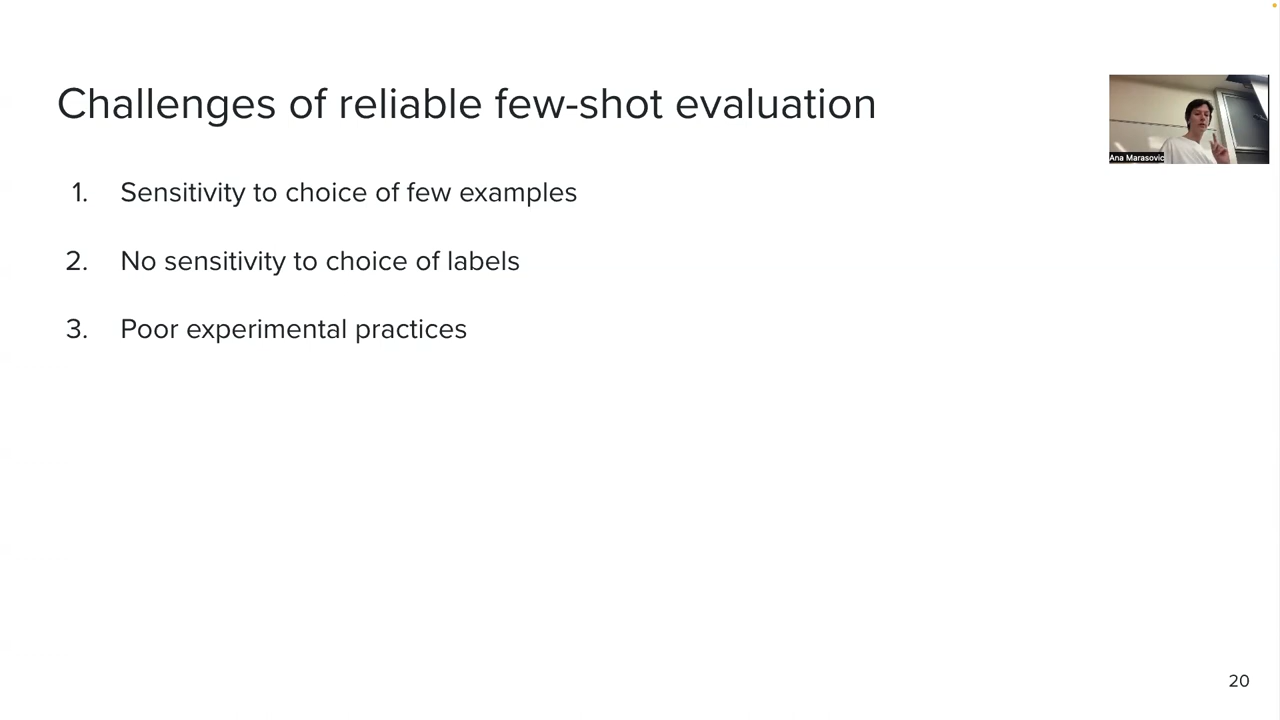 Challenges of reliable few-shot evaluation
Ana Marasovic
1. Sensitivity to choice of few examples
2. No sensitivity to choice of labels
3. Poor experimental practices
20